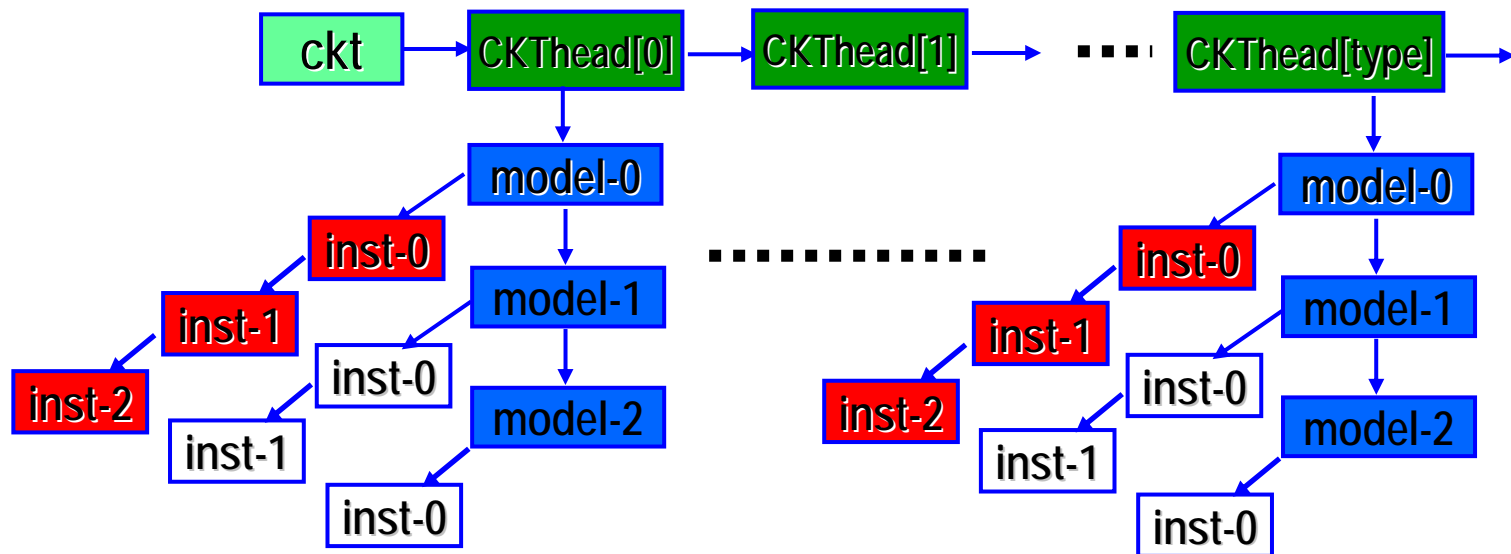 ckt
CKThead[0]
CKThead[1]
CKThead[type]
model-0
inst-0
inst-1
inst-2
model-1
inst-0
inst-1
model-2
inst-0
model-0
inst-0
inst-1
inst-2
model-1
inst-0
inst-1
model-2
inst-0